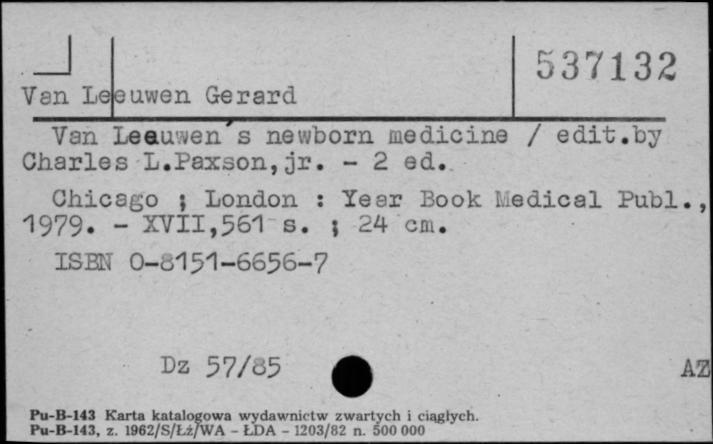 537132
Van Leeuwen Gerard
Van Leeuwen's newborn medicine / edit.by
Charles L.Paxson,jr. - 2 ed.
Chicago ; London : Year Book Medical Publ.,
1979. - XVII,561 s. ; 24 cm.
ISBN 0-8151-6656-7
Dz 57/85
AZ
Pu-B-143 Karta katalogowa wydawnictw zwartych i ciągłych.
Pu-B-143, z. 1962/S/Łż/WA - ŁDA - 1203/82 n. 500 000